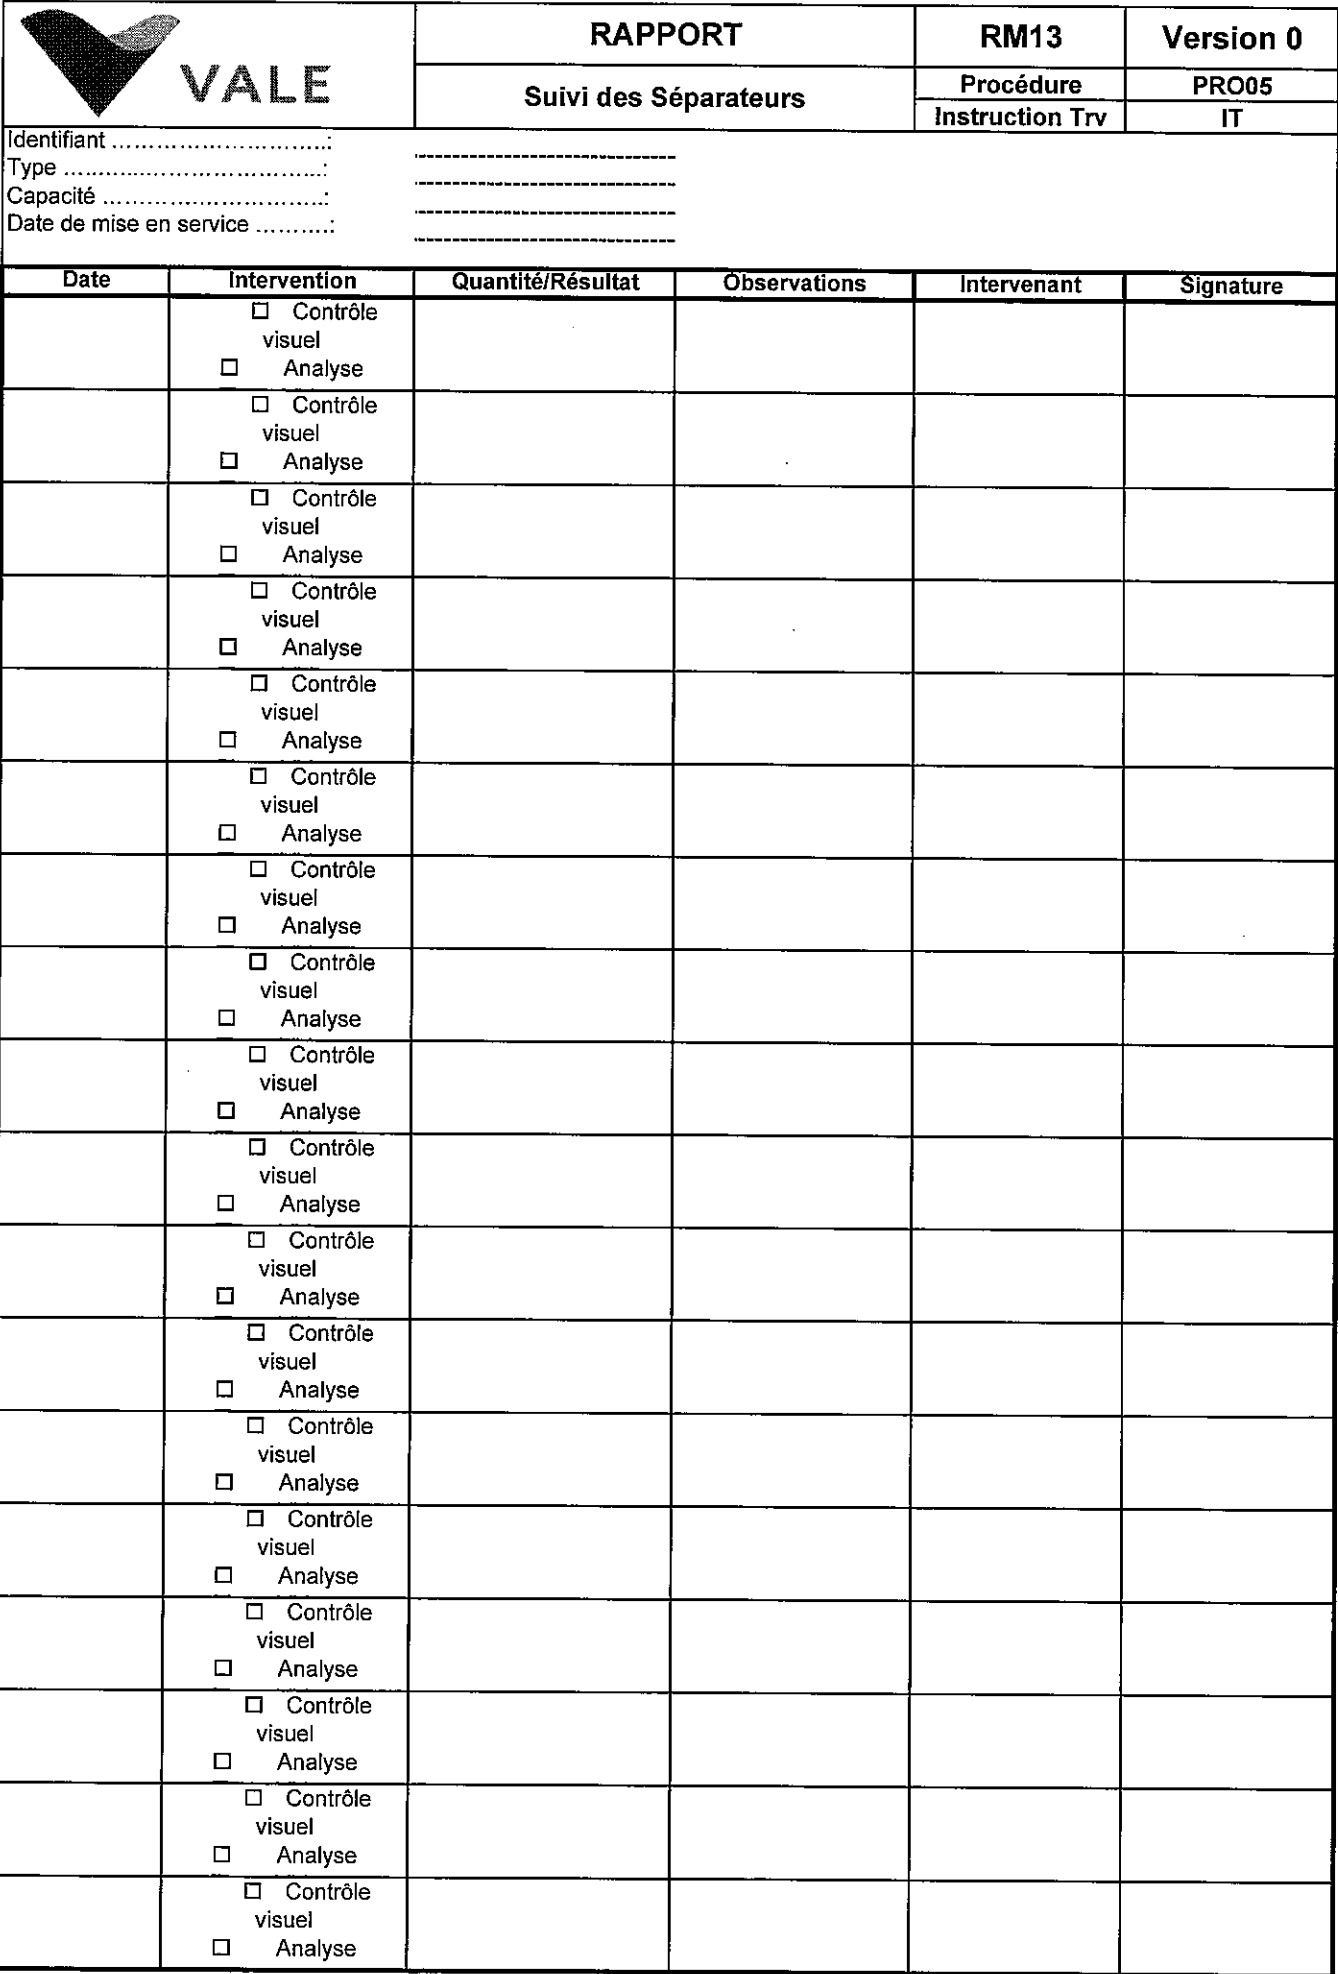 VALE
RAPPORT
RM13
Version 0
Suivi des Séparateurs
Procédure
PRO05
Instruction Trv
IT
Identifiant ..............................:
Type ....................................:
Capacité ...............................:
Date de mise en service ..........:
Date Intervention Quantité/Résultat Observations Intervenant Signature
☐ Contrôle
visuel
☐ Analyse
☐ Contrôle
visuel
☐ Analyse
☐ Contrôle
visuel
☐ Analyse
☐ Contrôle
visuel
☐ Analyse
☐ Contrôle
visuel
☐ Analyse
☐ Contrôle
visuel
☐ Analyse
☐ Contrôle
visuel
☐ Analyse
☐ Contrôle
visuel
☐ Analyse
☐ Contrôle
visuel
☐ Analyse
☐ Contrôle
visuel
☐ Analyse
☐ Contrôle
visuel
☐ Analyse
☐ Contrôle
visuel
☐ Analyse
☐ Contrôle
visuel
☐ Analyse
☐ Contrôle
visuel
☐ Analyse
☐ Contrôle
visuel
☐ Analyse
☐ Contrôle
visuel
☐ Analyse
☐ Contrôle
visuel
☐ Analyse
☐ Contrôle
visuel
☐ Analyse